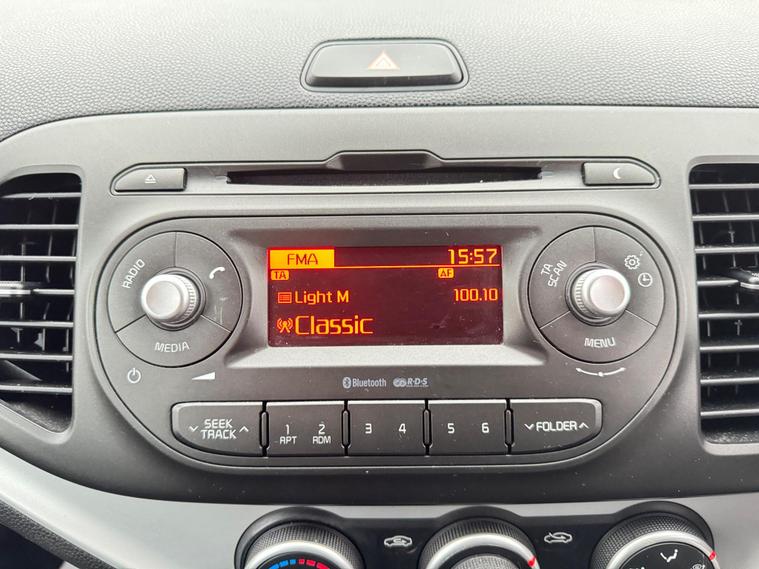 FMA 15:57
TA AF
Light M 100.10
Classic
RADIO
MEDIA
TA
SCAN
MENU
Bluetooth R·D·S
SEEK
TRACK
1 2 3 4 5 6
RPT RDM
FOLDER